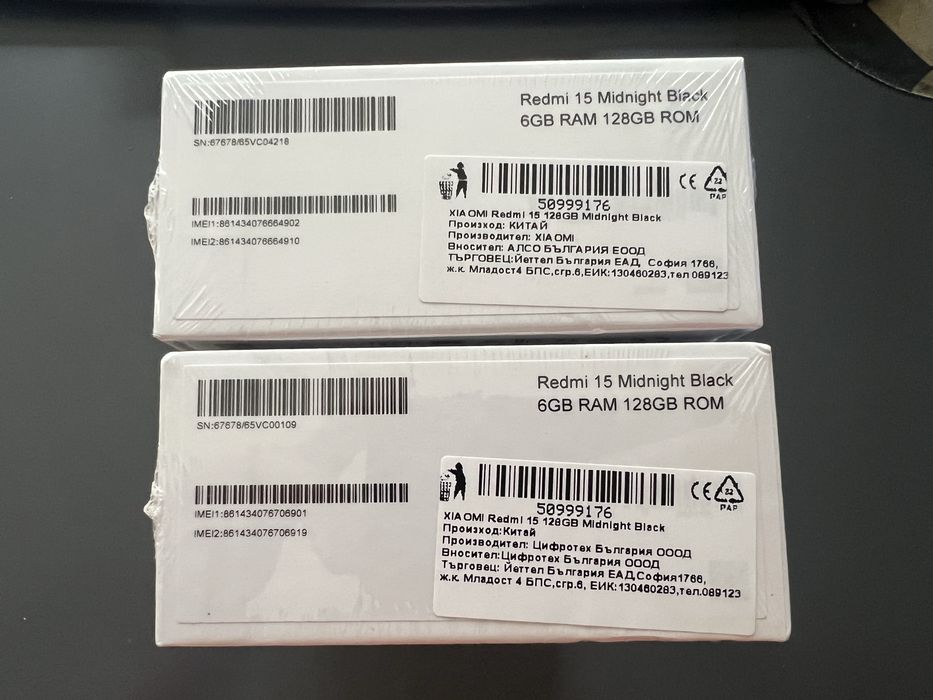 Redmi 15 Midnight Black
6GB RAM 128GB ROM
SN:67678/65VC04218
IMEI1:861434076664902
IMEI2:861434076664910
CE
22
PAP
50999176
XIAOMI Redmi 15 128GB Midnight Black
Произход: КИТАЙ
Производител: XIAOMI
Вносител: АЛСО БЪЛГАРИЯ ЕООД
ТЪРГОВЕЦ:Йеттел България ЕАД, София 1766,
ж.к. Младост4 БПС,сгр.6,ЕИК:130460283,тел 089123
Redmi 15 Midnight Black
6GB RAM 128GB ROM
SN:67678/65VC00109
IMEI1:861434076706901
IMEI2:861434076706919
CE
22
PAP
50999176
XIAOMI Redmi 15 128GB Midnight Black
Произход:Китай
Производител: Цифротех България ОООД
Вносител:Цифротех България ОООД
Търговец: Йеттел България ЕАД,София1766,
ж.к. Младост 4 БПС,сгр.6, ЕИК:130460283,тел.089123